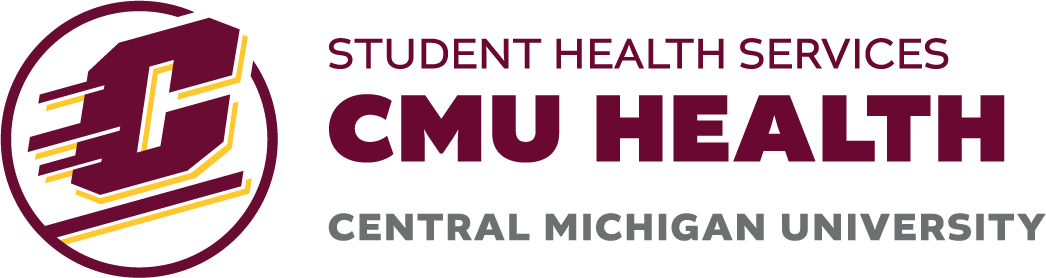 STUDENT HEALTH SERVICES
CMU HEALTH
CENTRAL MICHIGAN UNIVERSITY
C